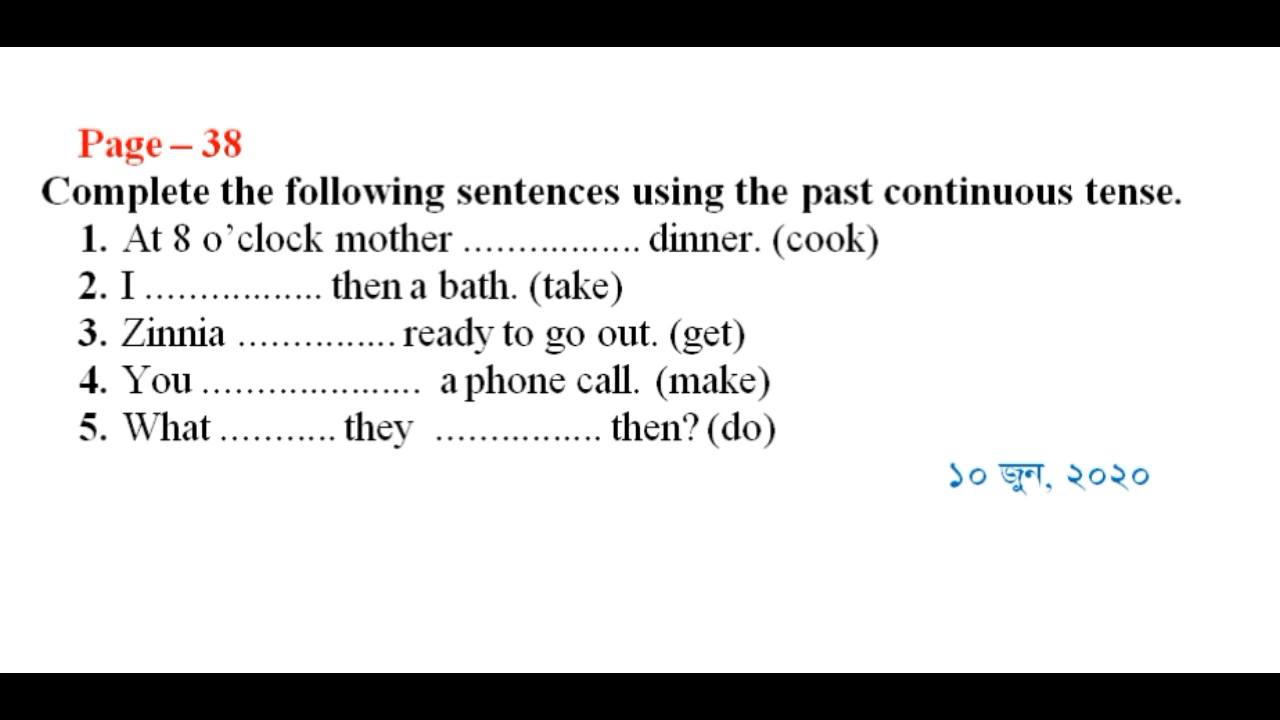 Page – 38
Complete the following sentences using the past continuous tense.
1. At 8 o’clock mother ................. dinner. (cook)
2. I ................. then a bath. (take)
3. Zinnia ............... ready to go out. (get)
4. You ..................... a phone call. (make)
5. What ........... they ................ then? (do)
১০ জুন, ২০২০